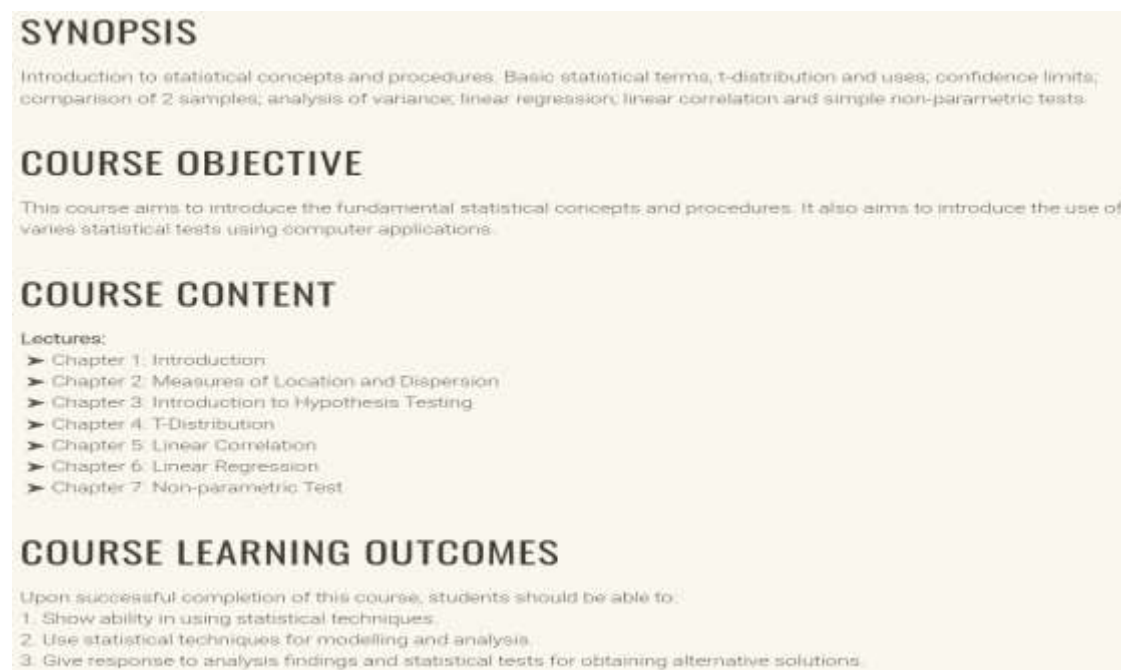 SYNOPSIS
Introduction to statistical concepts and procedures. Basic statistical terms, t-distribution and uses; confidence limits;
comparison of 2 samples; analysis of variance; linear regression; linear correlation and simple non-parametric tests.
COURSE OBJECTIVE
This course aims to introduce the fundamental statistical concepts and procedures. It also aims to introduce the use of
varies statistical tests using computer applications.
COURSE CONTENT
Lectures:
➤ Chapter 1: Introduction
➤ Chapter 2: Measures of Location and Dispersion
➤ Chapter 3: Introduction to Hypothesis Testing
➤ Chapter 4: T-Distribution
➤ Chapter 5: Linear Correlation
➤ Chapter 6: Linear Regression
➤ Chapter 7: Non-parametric Test
COURSE LEARNING OUTCOMES
Upon successful completion of this course, students should be able to:
1. Show ability in using statistical techniques.
2. Use statistical techniques for modelling and analysis.
3. Give response to analysis findings and statistical tests for obtaining alternative solutions.